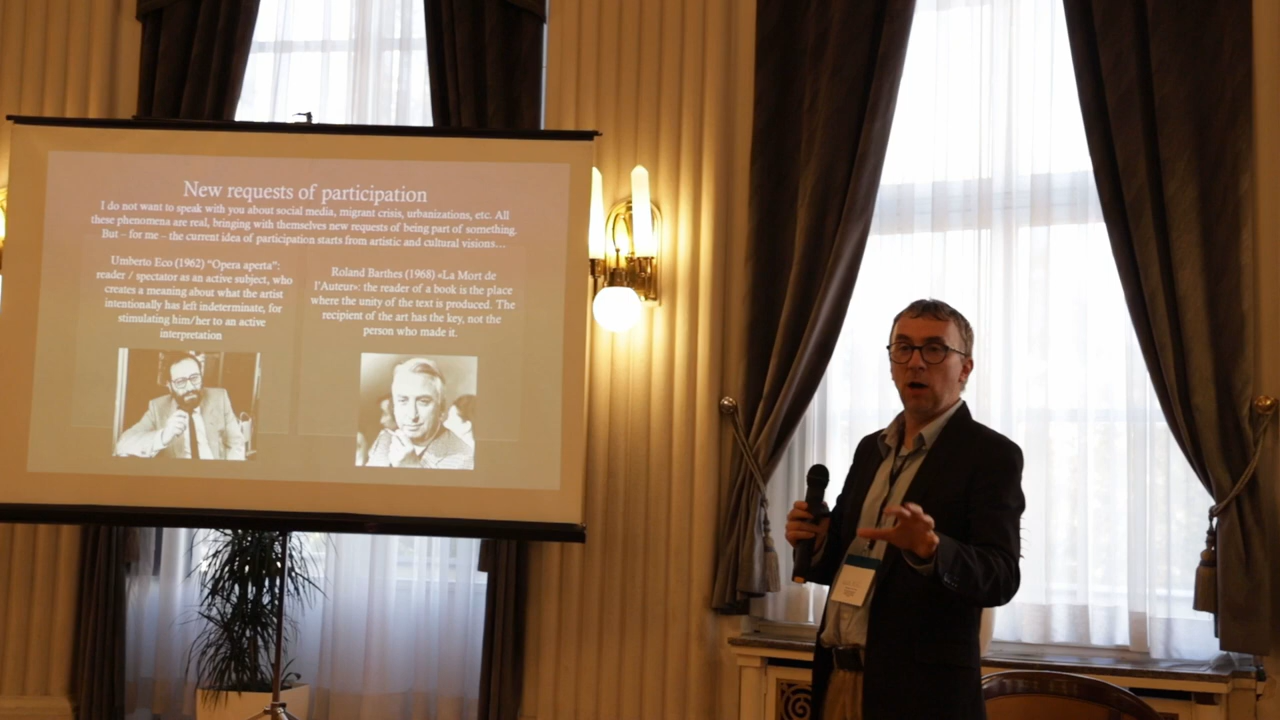 New requests of participation
I do not want to speak with you about social media, migrant crisis, urbanizations, etc. All
these phenomena are real, bringing with themselves new requests of being part of something.
But – for me – the current idea of participation starts from artistic and cultural visions…
Umberto Eco (1962) “Opera aperta”:
reader / spectator as an active subject, who
creates a meaning about what the artist
intentionally has left indeterminate, for
stimulating him/her to an active
interpretation
Roland Barthes (1968) «La Mort de
l’Auteur»: the reader of a book is the place
where the unity of the text is produced. The
recipient of the art has the key, not the
person who made it.